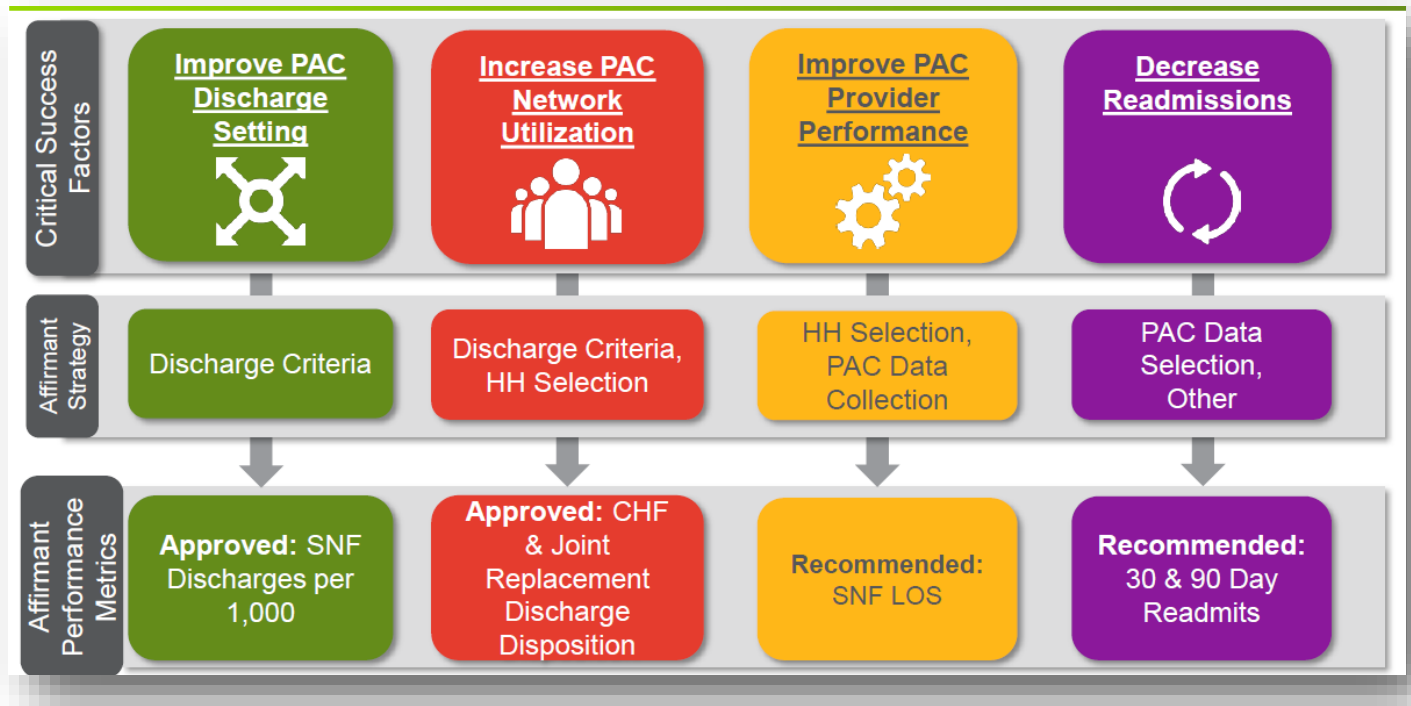 Critical Success
Factors
Improve PAC
Discharge
Setting
Increase PAC
Network
Utilization
Improve PAC
Provider
Performance
Decrease
Readmissions
Affirmant
Strategy
Discharge Criteria
Discharge Criteria,
HH Selection
HH Selection,
PAC Data
Collection
PAC Data
Selection,
Other
Affirmant
Performance
Metrics
Approved: SNF
Discharges per
1,000
Approved: CHF
& Joint
Replacement
Discharge
Disposition
Recommended:
SNF LOS
Recommended:
30 & 90 Day
Readmits